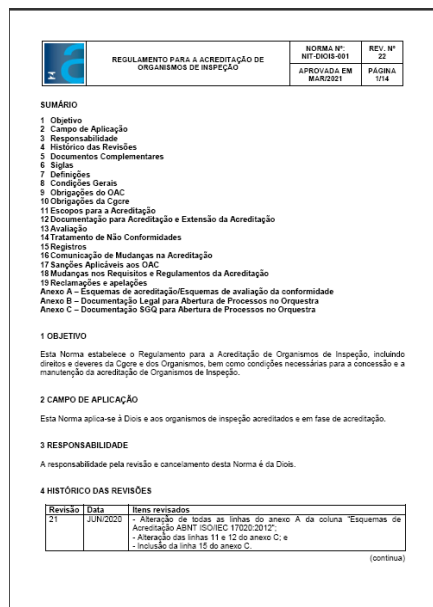 REGULAMENTO PARA A ACREDITAÇÃO DE
ORGANISMOS DE INSPEÇÃO
NORMA Nº:
NIT-DIOIS-001
REV. Nº
22
APROVADA EM
MAR/2021
PÁGINA
1/14
SUMÁRIO
1 Objetivo
2 Campo de Aplicação
3 Responsabilidade
4 Histórico das Revisões
5 Documentos Complementares
6 Siglas
7 Definições
8 Condições Gerais
9 Obrigações do OAC
10 Obrigações da Cgcre
11 Escopos para a Acreditação
12 Documentação para Acreditação e Extensão da Acreditação
13 Avaliação
14 Tratamento de Não Conformidades
15 Registros
16 Comunicação de Mudanças na Acreditação
17 Sanções Aplicáveis aos OAC
18 Mudanças nos Requisitos e Regulamentos da Acreditação
19 Reclamações e apelações
Anexo A – Esquemas de acreditação/Esquemas de avaliação da conformidade
Anexo B – Documentação Legal para Abertura de Processos no Orquestra
Anexo C – Documentação SGQ para Abertura de Processos no Orquestra
1 OBJETIVO
Esta Norma estabelece o Regulamento para a Acreditação de Organismos de Inspeção, incluindo
direitos e deveres da Cgcre e dos Organismos, bem como condições necessárias para a concessão e a
manutenção da acreditação de Organismos de Inspeção.
2 CAMPO DE APLICAÇÃO
Esta Norma aplica-se à Diois e aos organismos de inspeção acreditados e em fase de acreditação.
3 RESPONSABILIDADE
A responsabilidade pela revisão e cancelamento desta Norma é da Diois.
4 HISTÓRICO DAS REVISÕES
Revisão Data Itens revisados
21 JUN/2020 - Alteração de todas as linhas do anexo A da coluna "Esquemas de
Acreditação ABNT ISO/IEC 17020:2012";
- Alteração das linhas 11 e 12 do anexo C; e
- Inclusão da linha 15 do anexo C.
(continua)